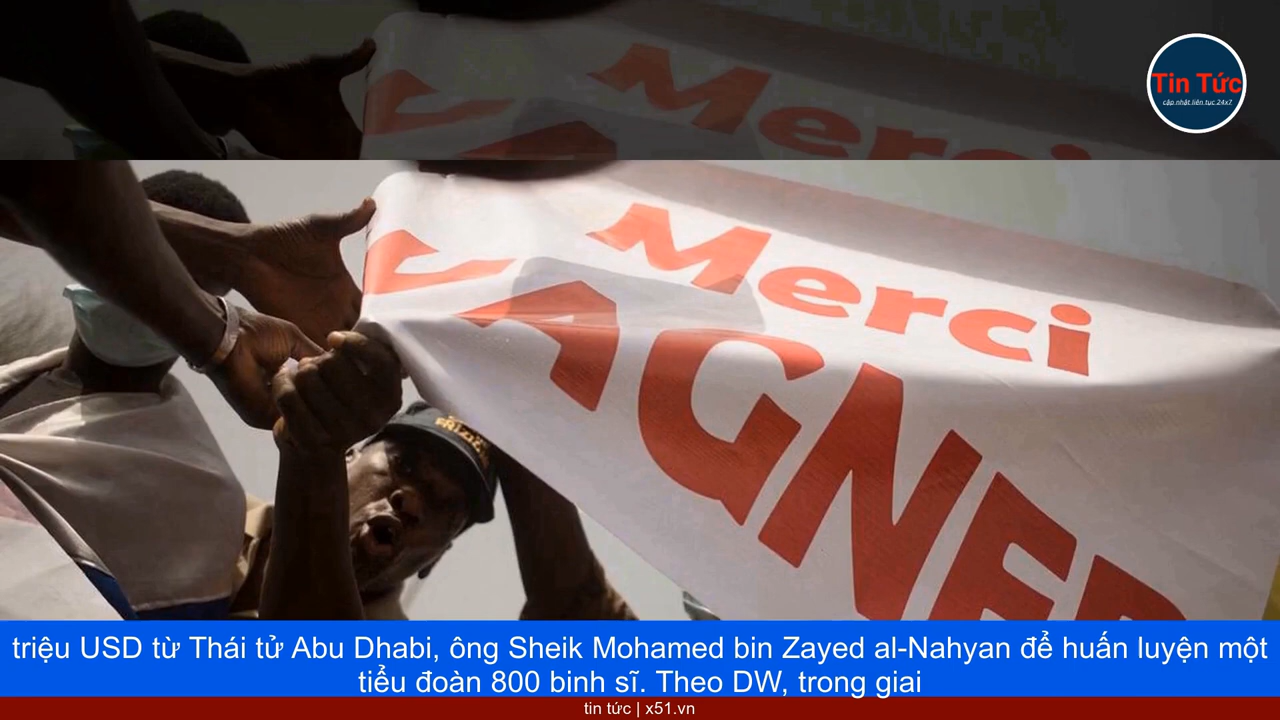 Merci
Tin Tức
cập nhật liên tục 24x7
Merci
WAGNER
triệu USD từ Thái tử Abu Dhabi, ông Sheik Mohamed bin Zayed al-Nahyan để huấn luyện một
tiểu đoàn 800 binh sĩ. Theo DW, trong giai
tin tức | x51.vn